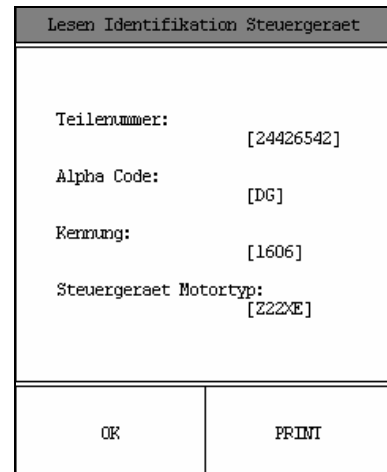 Lesen Identifikation Steuergeraet
Teilenummer:
[24426542]
Alpha Code:
[DG]
Kennung:
[1606]
Steuergeraet Motortyp:
[Z22XE]
OK
PRINT